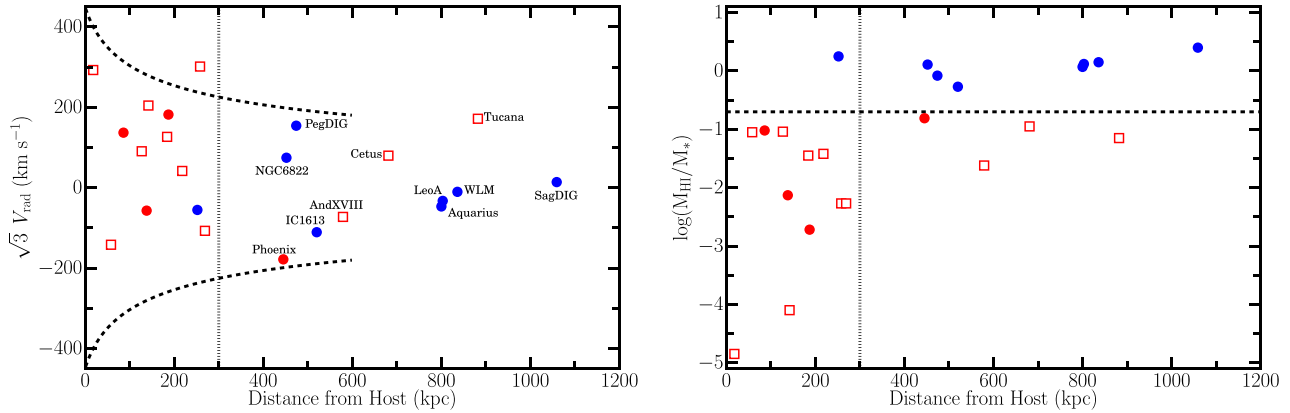 400
200
0
−200
−400
√3 V_rad (km s⁻¹)
PegDIG
Tucana
Cetus
NGC6822
LeoA
WLM
SagDIG
AndXVIII
Aquarius
IC1613
Phoenix
0 200 400 600 800 1000 1200
Distance from Host (kpc)
1
0
−1
−2
−3
−4
−5
log(M_HI/M_*)
0 200 400 600 800 1000 1200
Distance from Host (kpc)